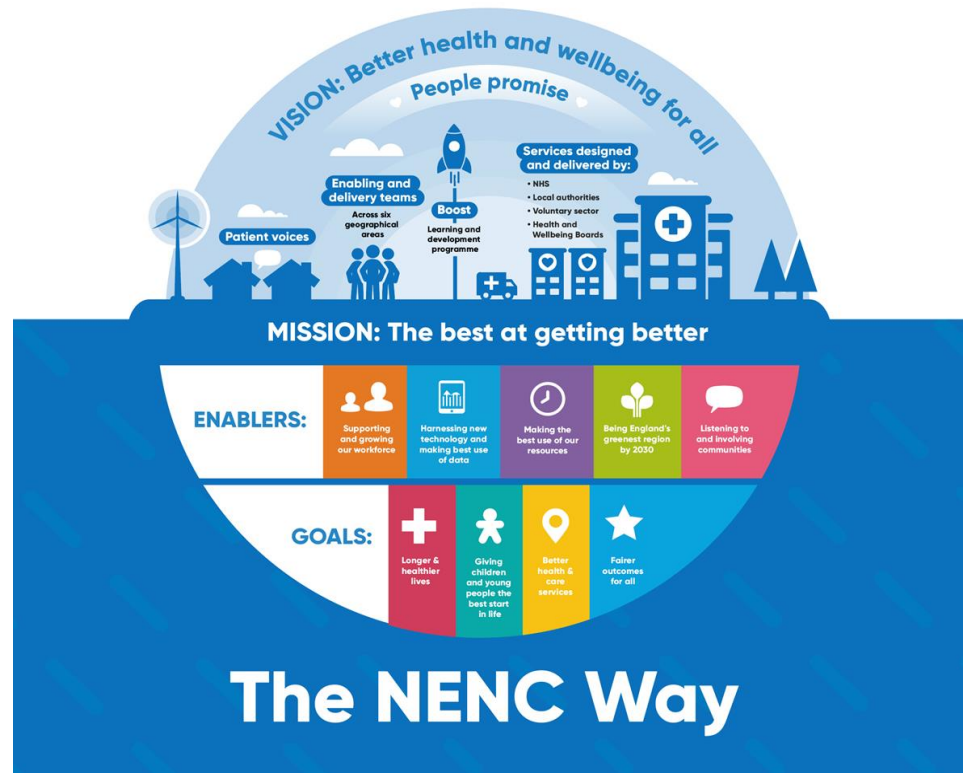 VISION: Better health and wellbeing for all
People promise
Services designed
and delivered by:
• NHS
• Local authorities
• Voluntary sector
• Health and
Wellbeing Boards
Enabling and
delivery teams
Across six
geographical
areas
Boost
Learning and
development
programme
Patient voices
MISSION: The best at getting better
ENABLERS:
Supporting
and growing
our workforce
Harnessing new
technology and
making best use
of data
Making the
best use of our
resources
Being England's
greenest region
by 2030
Listening to
and involving
communities
GOALS:
Longer &
healthier
lives
Giving
children
and young
people the
best start
in life
Better
health &
care
services
Fairer
outcomes
for all
The NENC Way